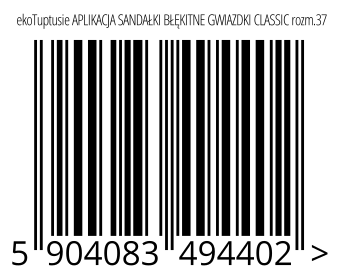 ekoTuptusie APLIKACJA SANDAŁKI BŁĘKITNE GWIAZDKI CLASSIC rozm.37
5 904083 494402 >